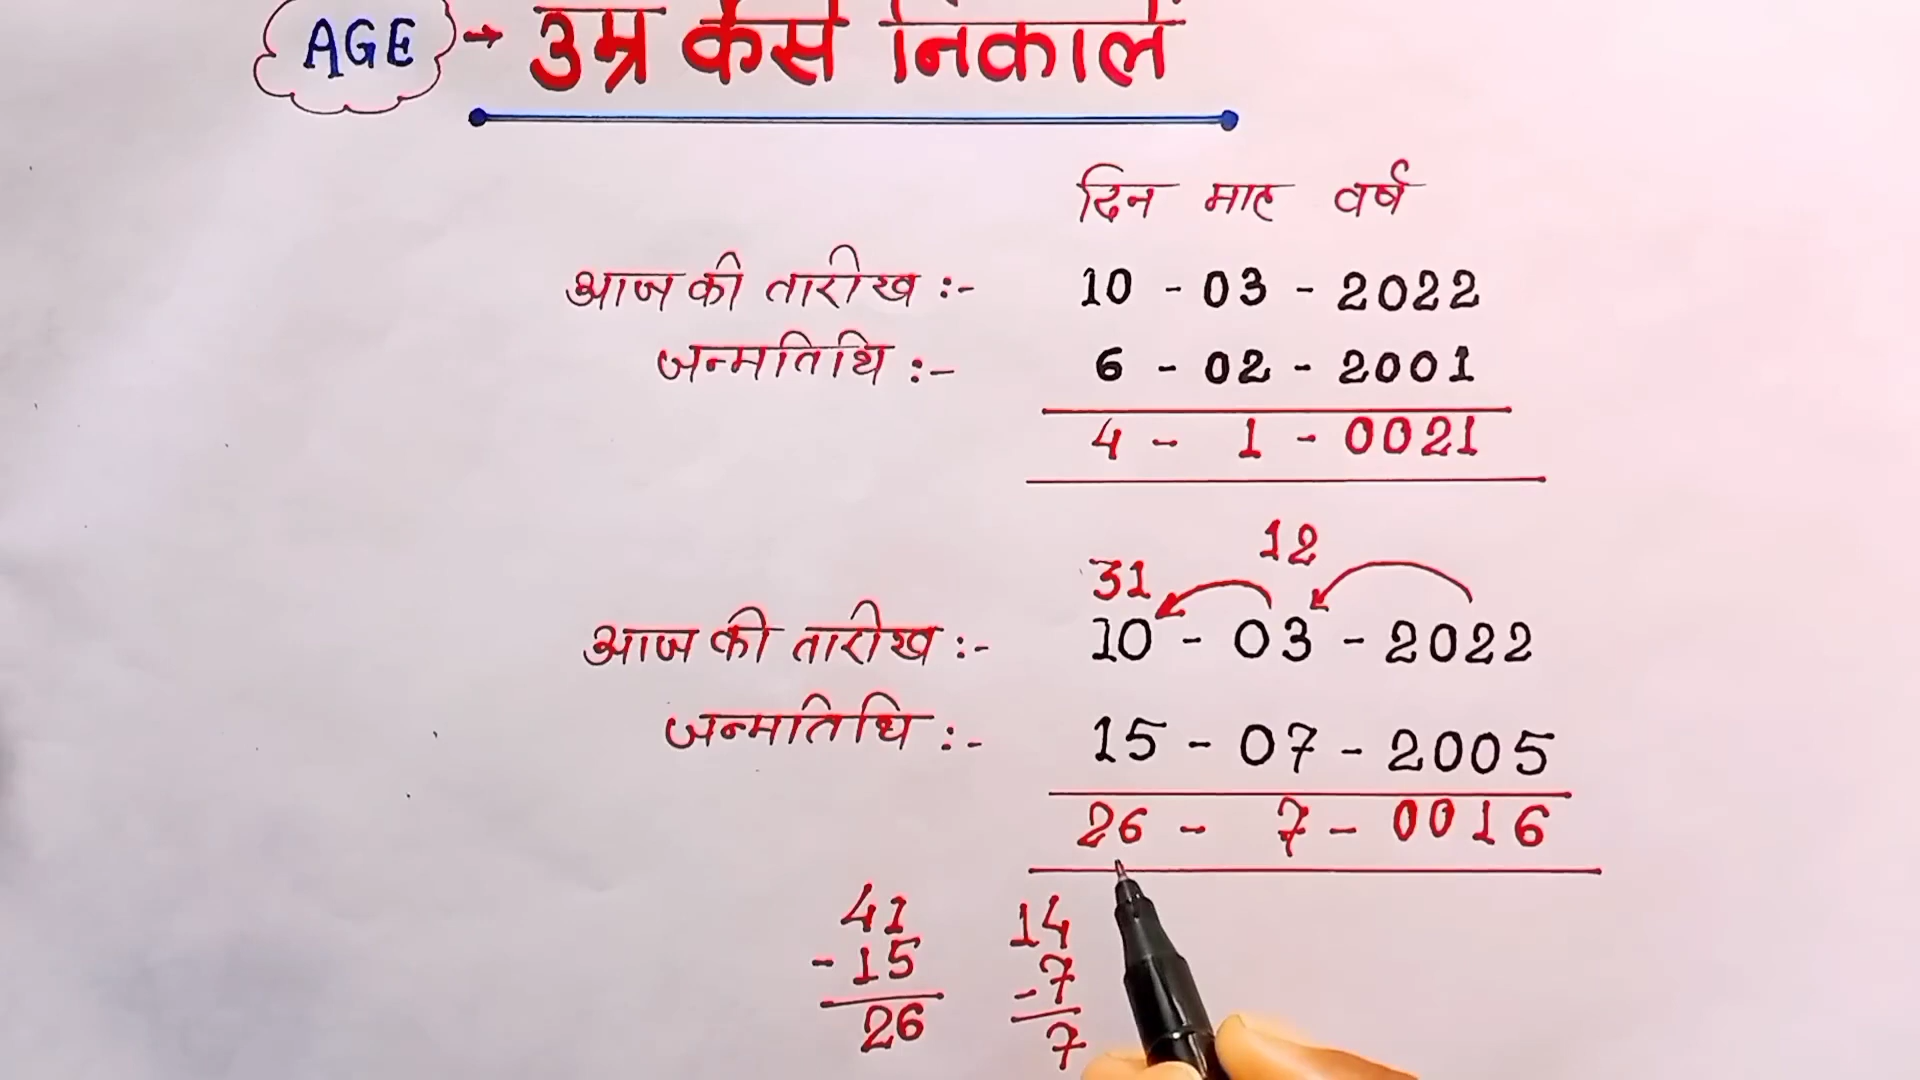 AGE → उम्र कैसे निकालें
दिन माह वर्ष
आज की तारीख :- 10 - 03 - 2022
जन्मतिथि :- 6 - 02 - 2001
4 - 1 - 0021
31 12
आज की तारीख :- 10 - 03 - 2022
जन्मतिथि :- 15 - 07 - 2005
26 - 7 - 0016
41 14
- 15 - 7
26 7